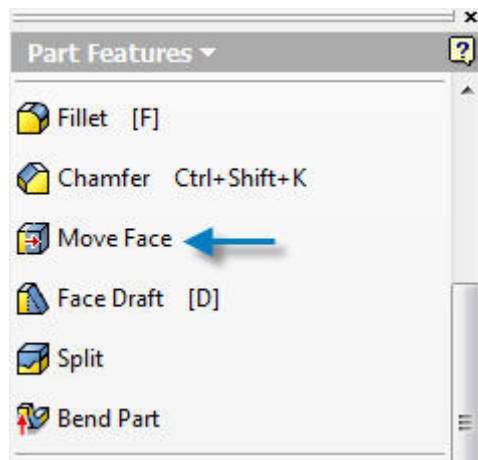 Part Features
Fillet [F]
Chamfer Ctrl+Shift+K
Move Face
Face Draft [D]
Split
Bend Part